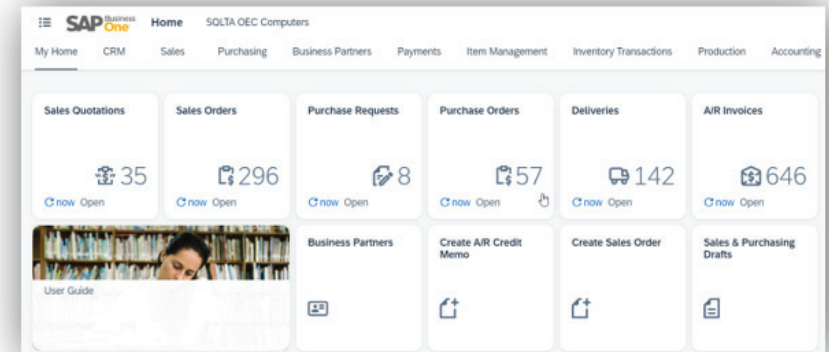 SAP Business One Home SQLTA OEC Computers
My Home CRM Sales Purchasing Business Partners Payments Item Management Inventory Transactions Production Accounting
Sales Quotations
35
now Open
Sales Orders
296
now Open
Purchase Requests
8
now Open
Purchase Orders
57
now Open
Deliveries
142
now Open
A/R Invoices
646
now Open
User Guide
Business Partners
Create A/R Credit
Memo
Create Sales Order
Sales & Purchasing
Drafts